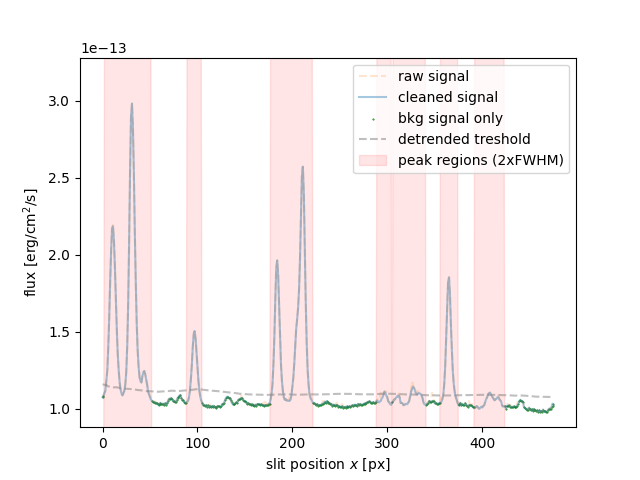 1e−13
3.0
2.5
2.0
1.5
1.0
flux [erg/cm²/s]
raw signal
cleaned signal
bkg signal only
detrended treshold
peak regions (2xFWHM)
0 100 200 300 400
slit position x [px]